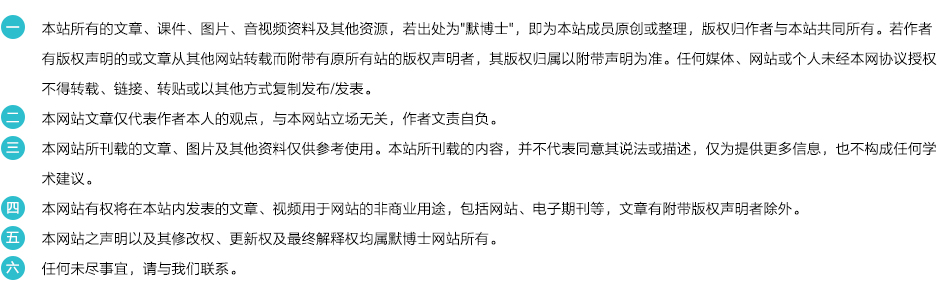 一 本站所有的文章、课件、图片、音视频资料及其他资源，若出处为"默博士"，即为本站成员原创或整理，版权归作者与本站共同所有。若作者
有版权声明的或文章从其他网站转载而附带有原所有站的版权声明者，其版权归属以附带声明为准。任何媒体、网站或个人未经本网协议授权
不得转载、链接、转贴或以其他方式复制发布/发表。
二 本网站文章仅代表作者本人的观点，与本网站立场无关，作者文责自负。
三 本网站所刊载的文章、图片及其他资料仅供参考使用。本站所刊载的内容，并不代表同意其说法或描述，仅为提供更多信息，也不构成任何学
术建议。
四 本网站有权将在本站内发表的文章、视频用于网站的非商业用途，包括网站、电子期刊等，文章有附带版权声明者除外。
五 本网站之声明以及其修改权、更新权及最终解释权均属默博士网站所有。
六 任何未尽事宜，请与我们联系。